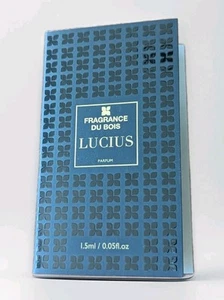 FRAGRANCE
DU BOIS
LUCIUS
PARFUM
1.5ml / 0.05fl.oz